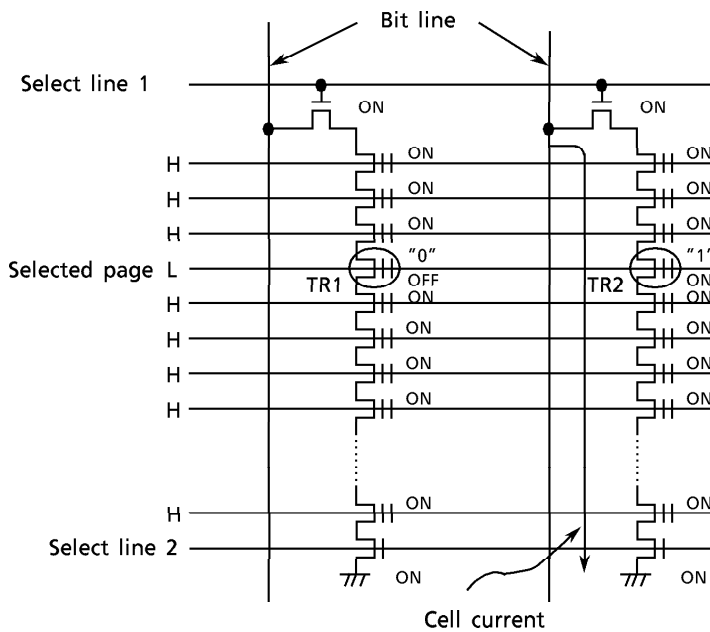 Bit line
Select line 1
ON ON
H ON ON
H ON ON
H ON ON
"0" "1"
Selected page L
TR1 OFF TR2 ON
H ON ON
H ON ON
H ON ON
H ON ON
H ON ON
Select line 2
ON ON
Cell current